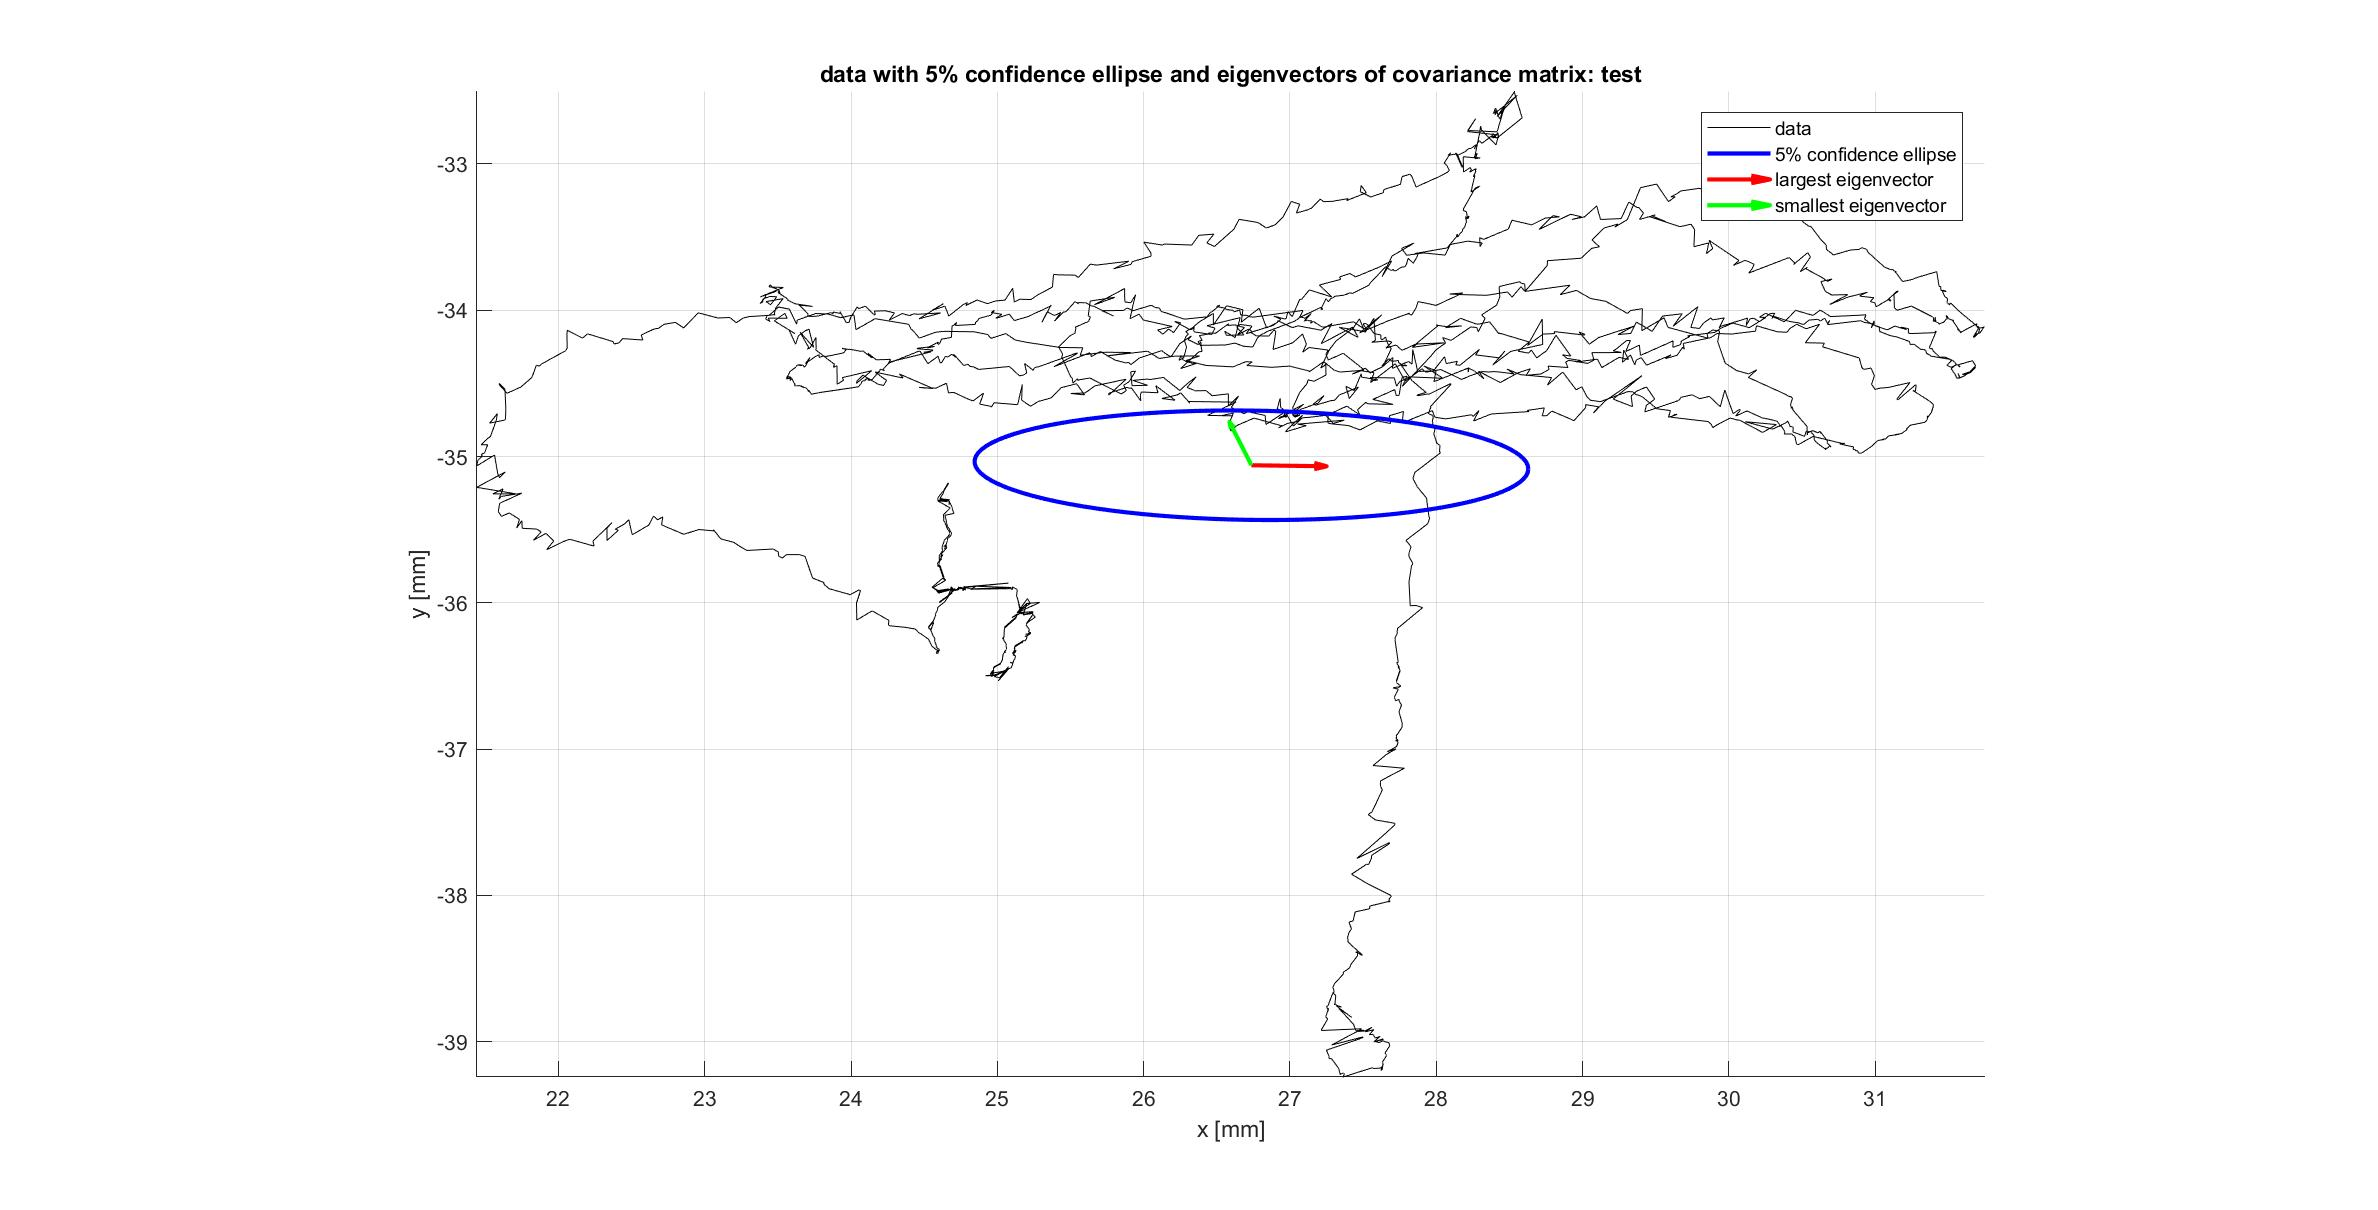 data with 5% confidence ellipse and eigenvectors of covariance matrix: test
data
5% confidence ellipse
largest eigenvector
smallest eigenvector
-33
-34
-35
-36
-37
-38
-39
y [mm]
22 23 24 25 26 27 28 29 30 31
x [mm]